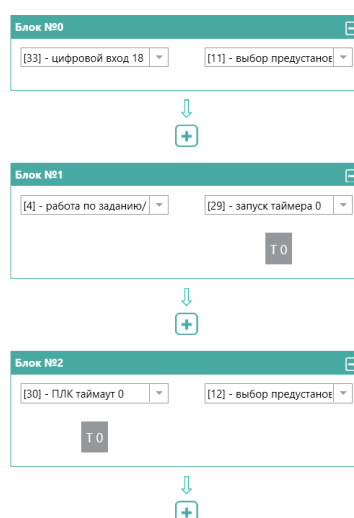 Блок №0
[33] - цифровой вход 18
[11] - выбор предустанов
Блок №1
[4] - работа по заданию/
[29] - запуск таймера 0
T 0
Блок №2
[30] - ПЛК таймаут 0
[12] - выбор предустанов
T 0